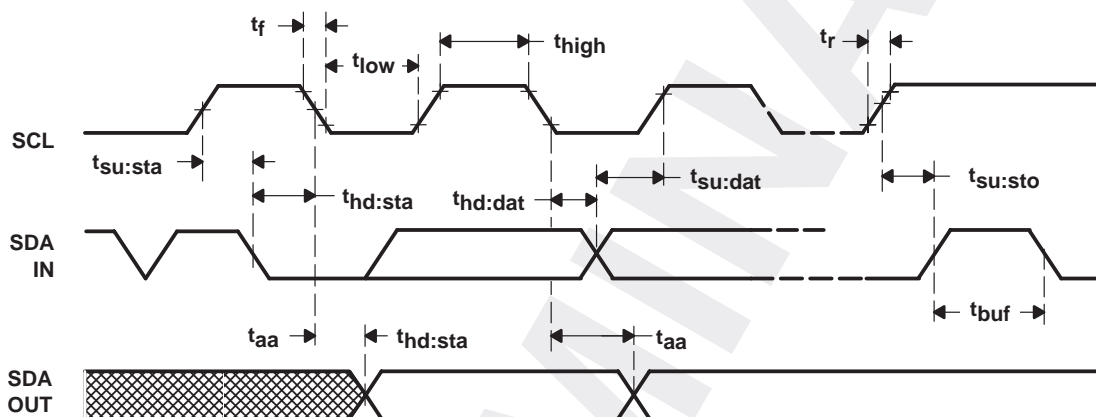 tf
tlow
thigh
tr
SCL
tsu:sta
thd:sta
thd:dat
tsu:dat
tsu:sto
SDA
IN
tbuf
taa
thd:sta
taa
SDA
OUT